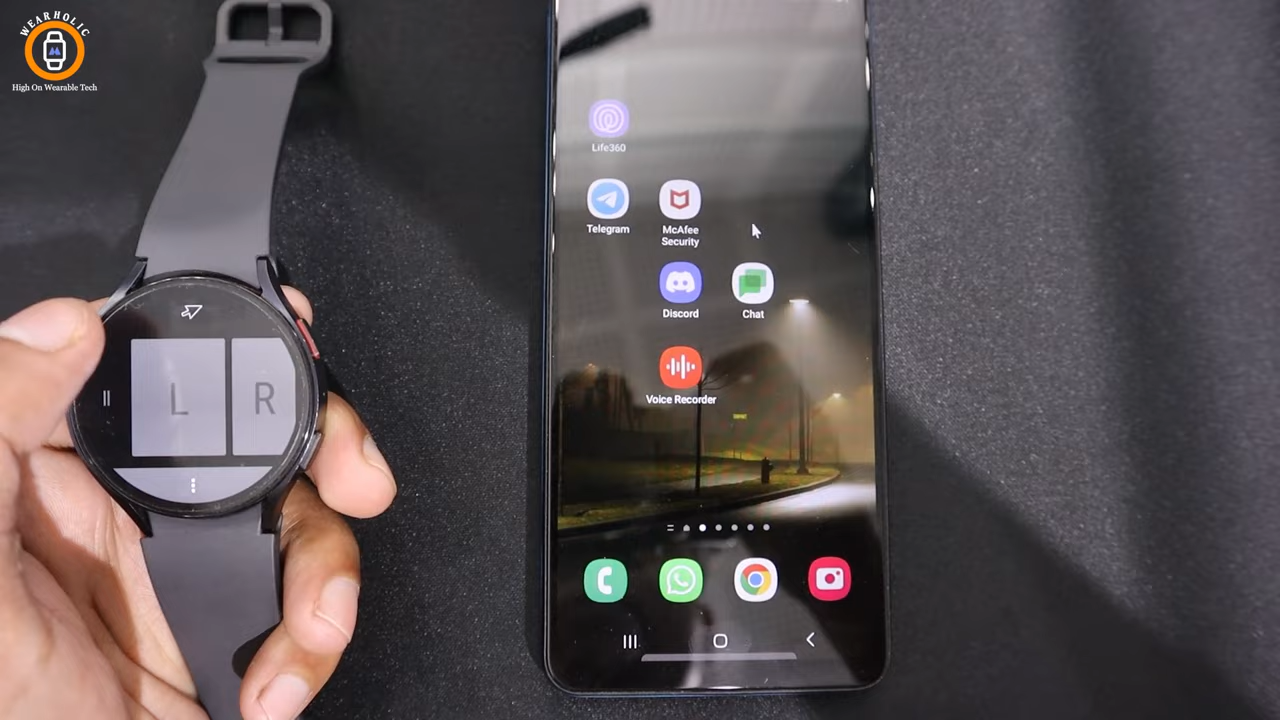 WEARHOLIC
High On Wearable Tech
Life360
Telegram
McAfee
Security
Discord
Chat
Voice Recorder
L
R